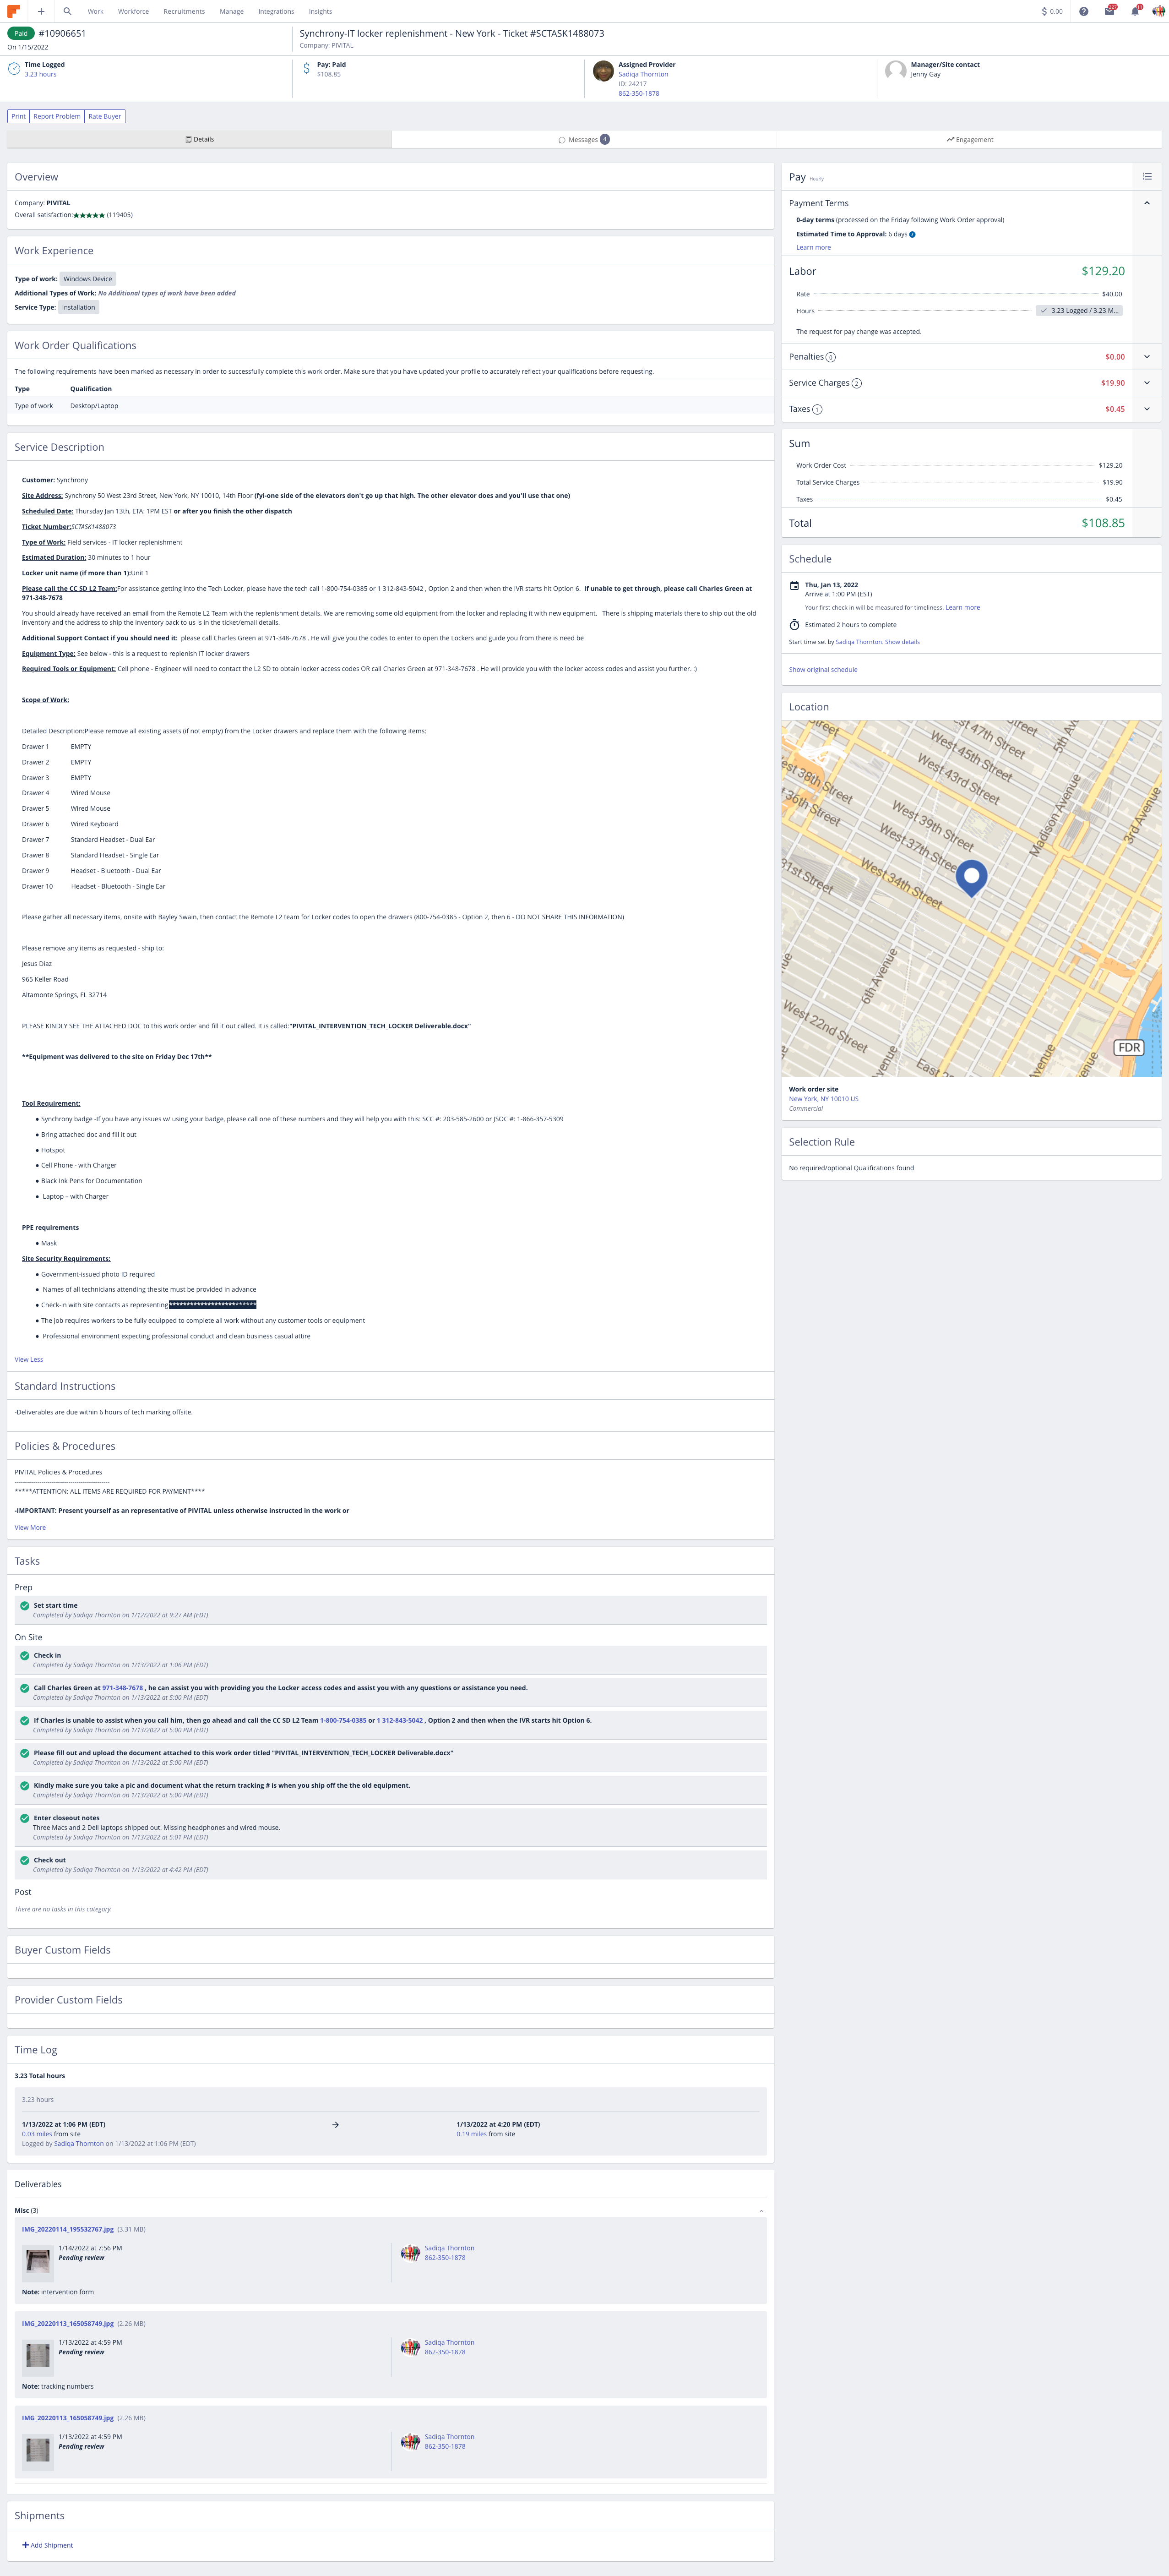 Work Workforce Recruitments Manage Integrations Insights $ 0.00
Paid #10906651
On 1/15/2022
Synchrony-IT locker replenishment - New York - Ticket #SCTASK1488073
Company: PIVITAL
Time Logged
3.23 hours
Pay: Paid
$108.85
Assigned Provider
Sadiqa Thornton
ID: 24217
862-350-1878
Manager/Site contact
Jenny Gay
Print Report Problem Rate Buyer
Details Messages 4 Engagement
Overview
Company: PIVITAL
Overall satisfaction:★★★★★ (119405)
Work Experience
Type of work: Windows Device
Additional Types of Work: No Additional types of work have been added
Service Type: Installation
Work Order Qualifications
The following requirements have been marked as necessary in order to successfully complete this work order. Make sure that you have updated your profile to accurately reflect your qualifications before requesting.
Type Qualification
Type of work Desktop/Laptop
Service Description
Customer: Synchrony
Site Address: Synchrony 50 West 23rd Street, New York, NY, 10010, 14th Floor (fyi-one side of the elevators don't go up that high. The other elevator does and you'll use that one)
Scheduled Date: Thursday Jan 13th, ETA: 1PM EST or after you finish the other dispatch
Ticket Number:SCTASK1488073
Type of Work: Field services - IT locker replenishment
Estimated Duration: 30 minutes to 1 hour
Locker unit name (if more than 1):Unit 1
Please call the CC SD L2 Team:For assistance getting into the Tech Locker, please have the tech call 1-800-754-0385 or 1 312-843-5042 , Option 2 and then when the IVR starts hit Option 6. If unable to get through, please call Charles Green at
971-348-7678
You should already have received an email from the Remote L2 Team with the replenishment details. We are removing some old equipment from the locker and replacing it with new equipment. There is shipping materials there to ship out the old
inventory and the address to ship the inventory back to us is in the ticket/email details.
Additional Support Contact if you should need it: please call Charles Green at 971-348-7678 . He will give you the codes to enter to open the Lockers and guide you from there is need be
Equipment Type: See below - this is a request to replenish IT locker drawers
Required Tools or Equipment: Cell phone - Engineer will need to contact the L2 SD to obtain locker access codes OR call Charles Green at 971-348-7678 . He will provide you with the locker access codes and assist you further. :)
Scope of Work:
Detailed Description:Please remove all existing assets (if not empty) from the Locker drawers and replace them with the following items:
Drawer 1 EMPTY
Drawer 2 EMPTY
Drawer 3 EMPTY
Drawer 4 Wired Mouse
Drawer 5 Wired Mouse
Drawer 6 Wired Keyboard
Drawer 7 Standard Headset - Dual Ear
Drawer 8 Standard Headset - Single Ear
Drawer 9 Headset - Bluetooth - Dual Ear
Drawer 10 Headset - Bluetooth - Single Ear
Please gather all necessary items, onsite with Bayley Swain, then contact the Remote L2 team for Locker codes to open the drawers (800-754-0385 - Option 2, then 6 - DO NOT SHARE THIS INFORMATION)
Please remove any items as requested - ship to:
Jesus Diaz
965 Keller Road
Altamonte Springs, FL 32714
PLEASE KINDLY SEE THE ATTACHED DOC to this work order and fill it out called. It is called:"PIVITAL_INTERVENTION_TECH_LOCKER Deliverable.docx"
**Equipment was delivered to the site on Friday Dec 17th**
Tool Requirement:
● Synchrony badge -If you have any issues w/ using your badge, please call one of these numbers and they will help you with this: SCC #: 203-585-2600 or JSOC #: 1-866-357-5309
● Bring attached doc and fill it out
● Hotspot
● Cell Phone - with Charger
● Black Ink Pens for Documentation
● Laptop – with Charger
PPE requirements
● Mask
Site Security Requirements:
● Government-issued photo ID required
● Names of all technicians attending the site must be provided in advance
● Check-in with site contacts as representing
● The job requires workers to be fully equipped to complete all work without any customer tools or equipment
● Professional environment expecting professional conduct and clean business casual attire
View Less
Standard Instructions
-Deliverables are due within 6 hours of tech marking offsite.
Policies & Procedures
PIVITAL Policies & Procedures
*****ATTENTION: ALL ITEMS ARE REQUIRED FOR PAYMENT****
-IMPORTANT: Present yourself as an representative of PIVITAL unless otherwise instructed in the work or
View More
Tasks
Prep
Set start time
Completed by Sadiqa Thornton on 1/12/2022 at 9:27 AM (EDT)
On Site
Check in
Completed by Sadiqa Thornton on 1/13/2022 at 1:06 PM (EDT)
Call Charles Green at 971-348-7678 , he can assist you with providing you the Locker access codes and assist you with any questions or assistance you need.
Completed by Sadiqa Thornton on 1/13/2022 at 5:00 PM (EDT)
If Charles is unable to assist when you call him, then go ahead and call the CC SD L2 Team 1-800-754-0385 or 1 312-843-5042 , Option 2 and then when the IVR starts hit Option 6.
Completed by Sadiqa Thornton on 1/13/2022 at 5:00 PM (EDT)
Please fill out and upload the document attached to this work order titled "PIVITAL_INTERVENTION_TECH_LOCKER Deliverable.docx"
Completed by Sadiqa Thornton on 1/13/2022 at 5:00 PM (EDT)
Kindly make sure you take a pic and document what the return tracking # is when you ship off the the old equipment.
Completed by Sadiqa Thornton on 1/13/2022 at 5:00 PM (EDT)
Enter closeout notes
Three Macs and 2 Dell laptops shipped out. Missing headphones and wired mouse.
Completed by Sadiqa Thornton on 1/13/2022 at 5:01 PM (EDT)
Check out
Completed by Sadiqa Thornton on 1/13/2022 at 4:42 PM (EDT)
Post
There are no tasks in this category.
Buyer Custom Fields
Provider Custom Fields
Time Log
3.23 Total hours
3.23 hours
1/13/2022 at 1:06 PM (EDT) → 1/13/2022 at 4:20 PM (EDT)
0.03 miles from site 0.19 miles from site
Logged by Sadiqa Thornton on 1/13/2022 at 1:06 PM (EDT)
Deliverables
Misc (3)
IMG_20220114_195532767.jpg (3.31 MB)
1/14/2022 at 7:56 PM Sadiqa Thornton
Pending review 862-350-1878
Note: intervention form
IMG_20220113_165058749.jpg (2.26 MB)
1/13/2022 at 4:59 PM Sadiqa Thornton
Pending review 862-350-1878
Note: tracking numbers
IMG_20220113_165058749.jpg (2.26 MB)
1/13/2022 at 4:59 PM Sadiqa Thornton
Pending review 862-350-1878
Shipments
+ Add Shipment
Pay Hourly
Payment Terms
0-day terms (processed on the Friday following Work Order approval)
Estimated Time to Approval: 6 days
Learn more
Labor $129.20
Rate $40.00
Hours 3.23 Logged / 3.23 M...
The request for pay change was accepted.
Penalties 0 $0.00
Service Charges 2 $19.90
Taxes 1 $0.45
Sum
Work Order Cost $129.20
Total Service Charges $19.90
Taxes $0.45
Total $108.85
Schedule
Thu, Jan 13, 2022
Arrive at 1:00 PM (EST)
Your first check in will be measured for timeliness. Learn more
Estimated 2 hours to complete
Start time set by Sadiqa Thornton. Show details
Show original schedule
Location
West 47th Street
West 45th Street
West 43rd Street
5th Av
West 38th Street
36th Street
West 39th Street
West 37th Street
Madison Avenue
3rd Avenue
31st Street
West 34th Street
6th Avenue
West 22nd Street
FDR
Work order site
New York, NY 10010 US
Commercial
Selection Rule
No required/optional Qualifications found